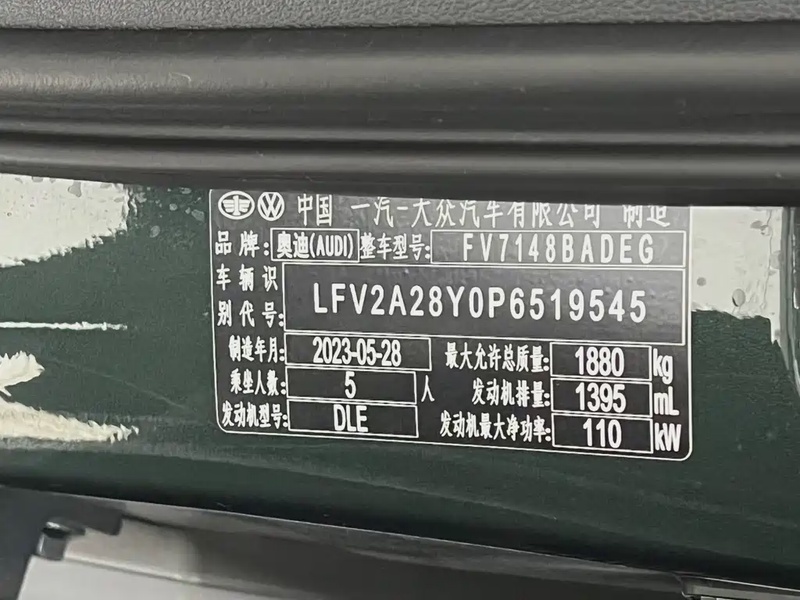 中国 一汽-大众汽车有限公司 制造
品牌: 奥迪(AUDI) 整车型号: FV7148BADEG
车辆识别代号: LFV2A28Y0P6519545
制造年月: 2023-05-28 最大允许总质量: 1880 kg
乘坐人数: 5 人 发动机排量: 1395 mL
发动机型号: DLE 发动机最大净功率: 110 kW